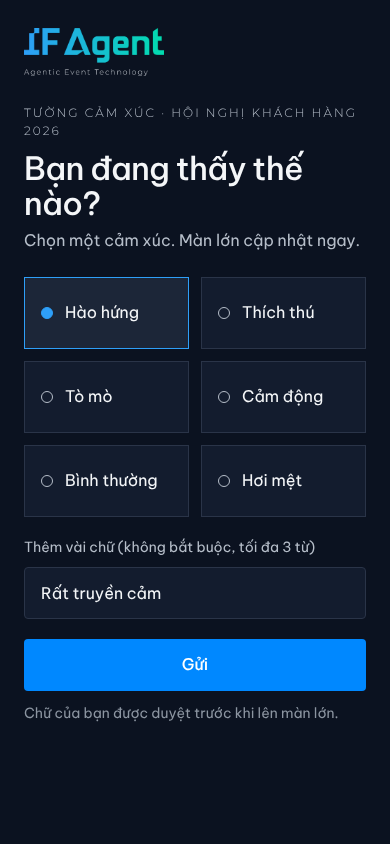 IF Agent
Agentic Event Technology
TƯỜNG CẢM XÚC · HỘI NGHỊ KHÁCH HÀNG
2026
Bạn đang thấy thế
nào?
Chọn một cảm xúc. Màn lớn cập nhật ngay.
Hào hứng
Thích thú
Tò mò
Cảm động
Bình thường
Hơi mệt
Thêm vài chữ (không bắt buộc, tối đa 3 từ)
Rất truyền cảm
Gửi
Chữ của bạn được duyệt trước khi lên màn lớn.